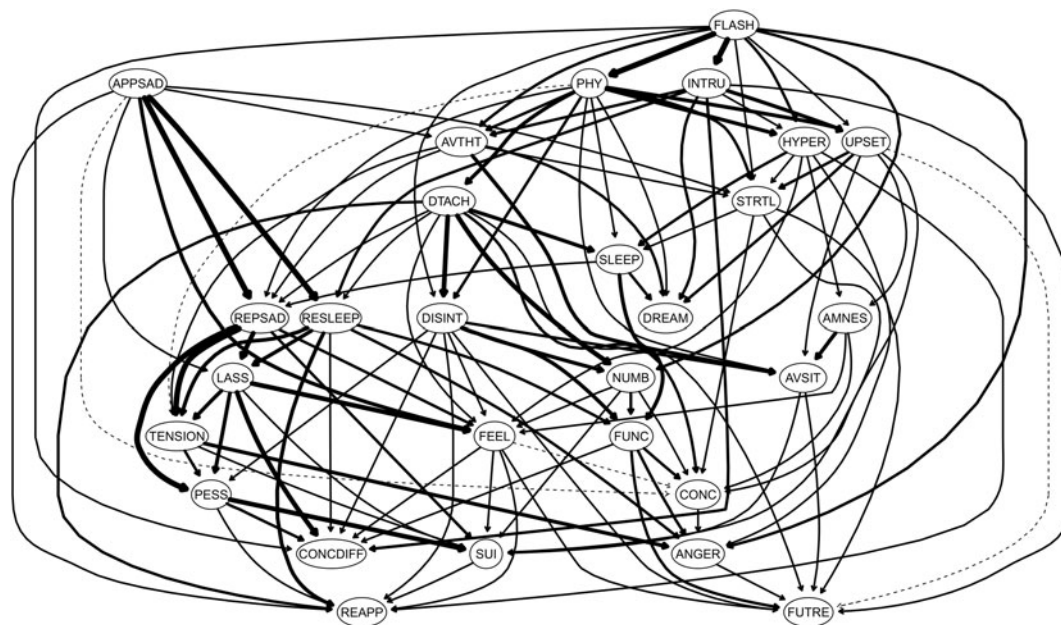 FLASH
APPSAD
PHY
INTRU
AVTHT
HYPER
UPSET
DTACH
STRTL
SLEEP
REPSAD
RESLEEP
DISINT
DREAM
AMNES
LASS
NUMB
AVSIT
TENSION
FEEL
FUNC
PESS
CONC
CONCDIFF
SUI
ANGER
REAPP
FUTRE